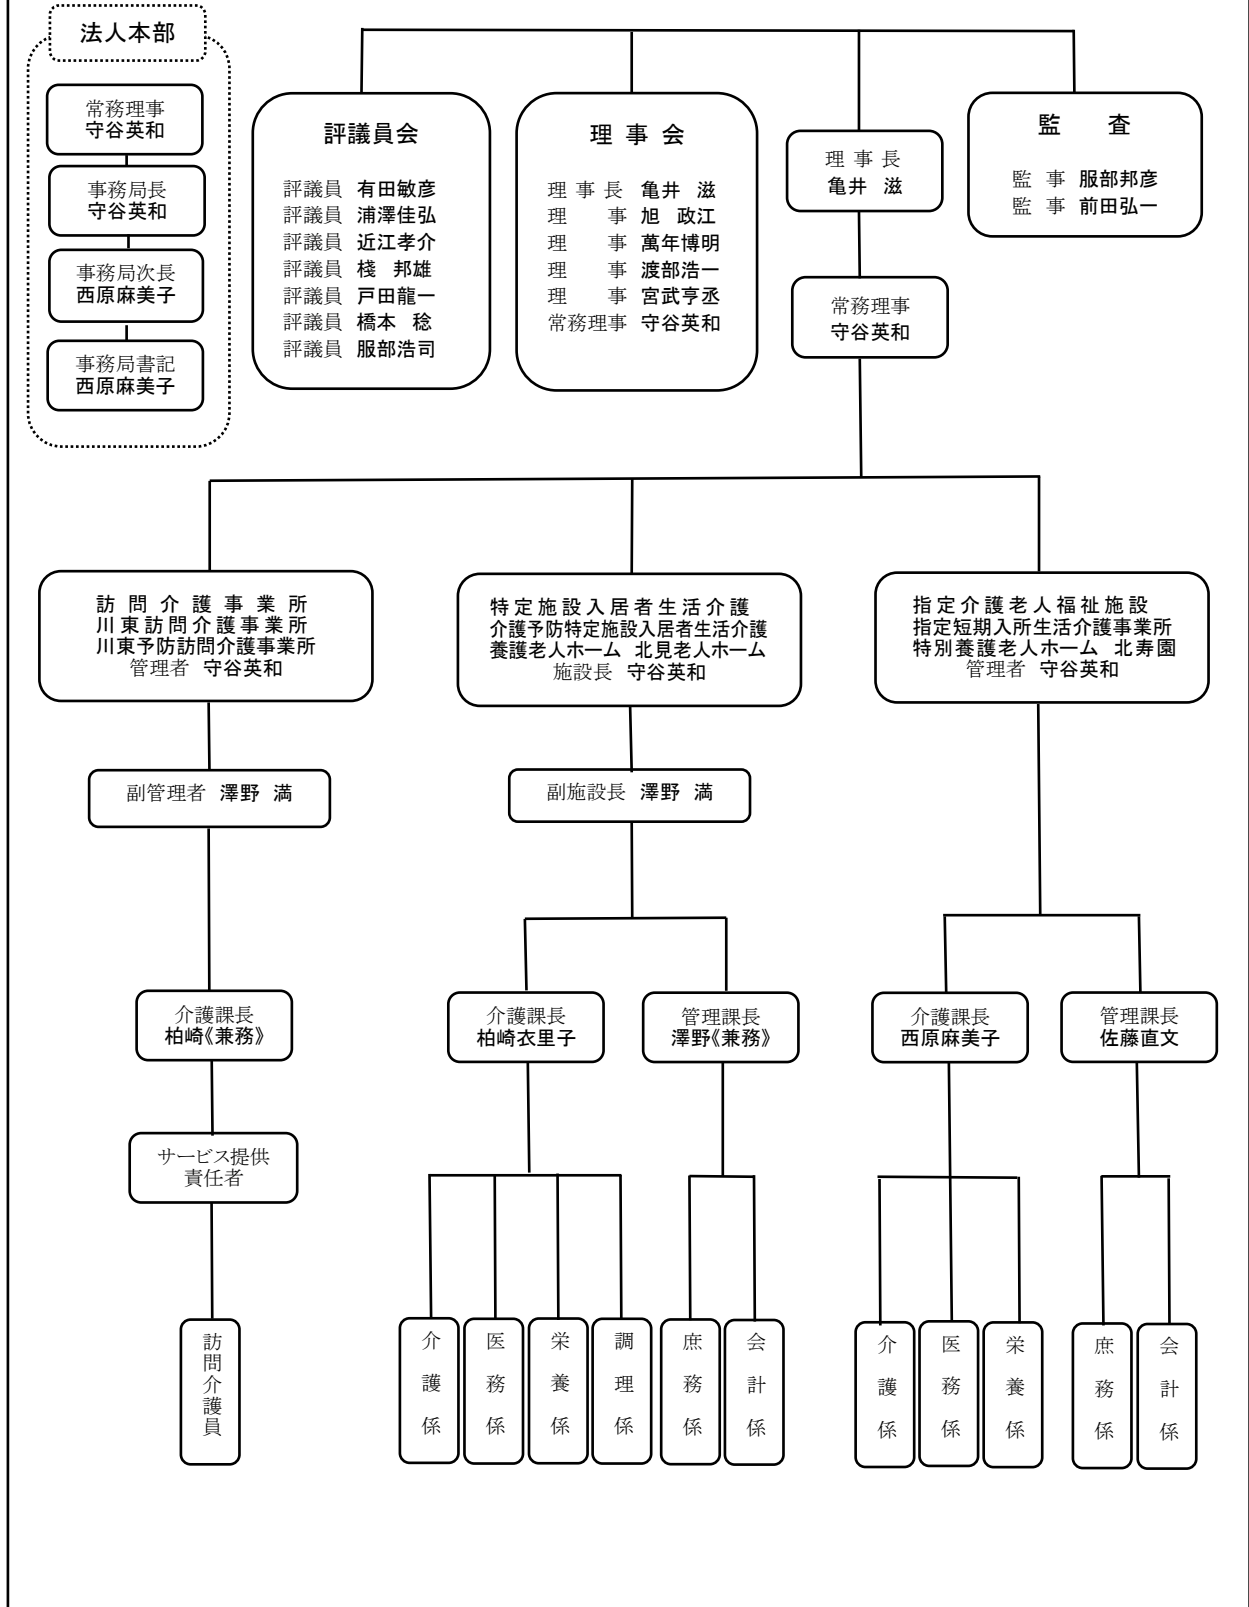 法人本部
常務理事
守谷英和
事務局長
守谷英和
事務局次長
西原麻美子
事務局書記
西原麻美子
評議員会
評議員 有田敏彦
評議員 浦澤佳弘
評議員 近江孝介
評議員 棧 邦雄
評議員 戸田龍一
評議員 橋本 稔
評議員 服部浩司
理 事 会
理 事 長 亀井 滋
理 事 旭 政江
理 事 萬年博明
理 事 渡部浩一
理 事 宮武亨丞
常務理事 守谷英和
理 事 長
亀井 滋
常務理事
守谷英和
監 査
監 事 服部邦彦
監 事 前田弘一
訪 問 介 護 事 業 所
川東訪問介護事業所
川東予防訪問介護事業所
管理者 守谷英和
特定施設入居者生活介護
介護予防特定施設入居者生活介護
養護老人ホーム 北見老人ホーム
施設長 守谷英和
指定介護老人福祉施設
指定短期入所生活介護事業所
特別養護老人ホーム 北寿園
管理者 守谷英和
副管理者 澤野 満
副施設長 澤野 満
介護課長
柏崎《兼務》
介護課長
柏崎衣里子
管理課長
澤野《兼務》
介護課長
西原麻美子
管理課長
佐藤直文
サービス提供
責任者
訪問介護員
介護係
医務係
栄養係
調理係
庶務係
会計係
介護係
医務係
栄養係
庶務係
会計係